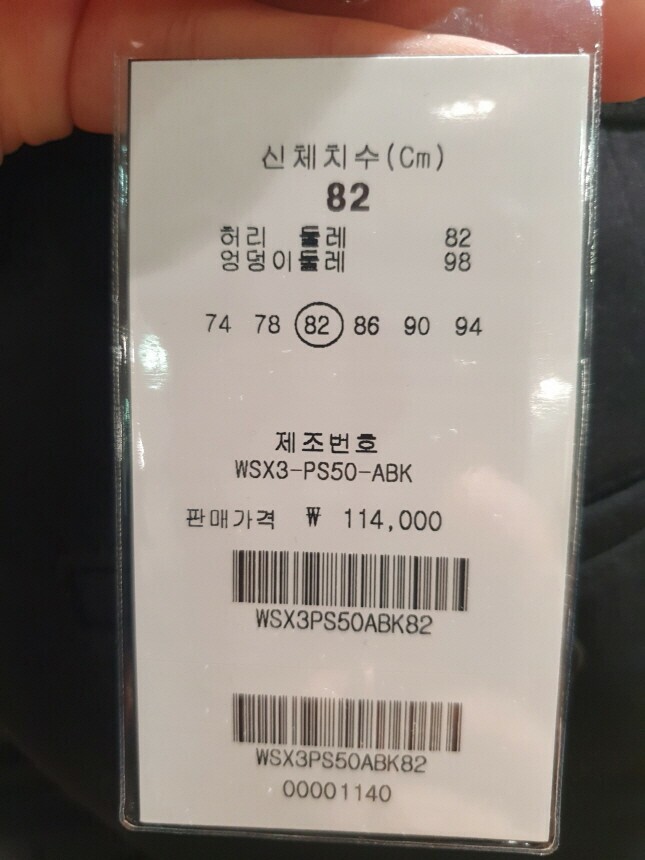 신체치수(Cm)
82
허리 둘레 82
엉덩이둘레 98
74 78 82 86 90 94
제조번호
WSX3-PS50-ABK
판매가격 ₩ 114,000
WSX3PS50ABK82
WSX3PS50ABK82
00001140